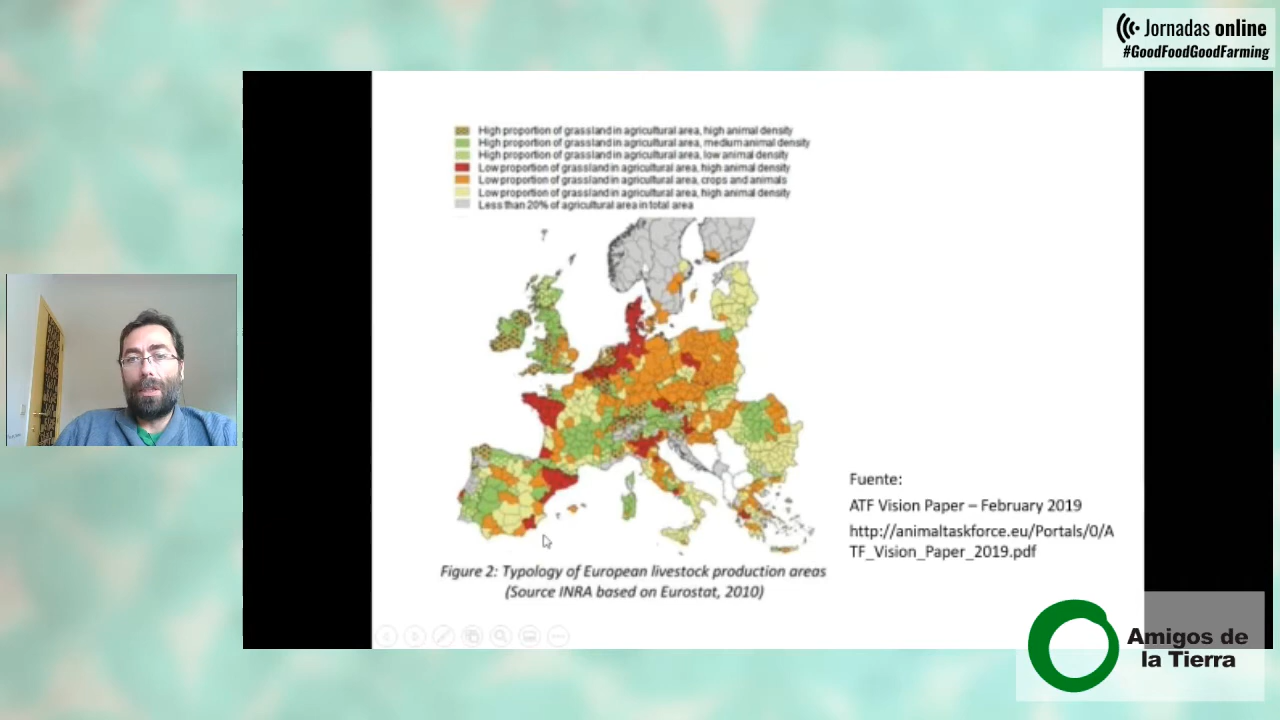 Jornadas online
#GoodFoodGoodFarming
High proportion of grassland in agricultural area, high animal density
High proportion of grassland in agricultural area, medium animal density
High proportion of grassland in agricultural area, low animal density
Low proportion of grassland in agricultural area, high animal density
Low proportion of grassland in agricultural area, crops and animals
Low proportion of grassland in agricultural area, high animal density
Less than 20% of agricultural area in total area
Fuente:
ATF Vision Paper – February 2019
http://animaltaskforce.eu/Portals/0/A
TF_Vision_Paper_2019.pdf
Figure 2: Typology of European livestock production areas
(Source INRA based on Eurostat, 2010)
Amigos de
la Tierra